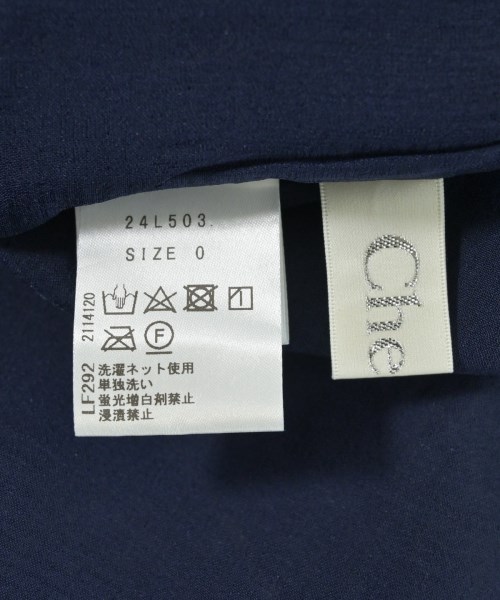 24L503.
SIZE 0
F
2114120
LF292
洗濯ネット使用
単独洗い
蛍光増白剤禁止
浸漬禁止
Che